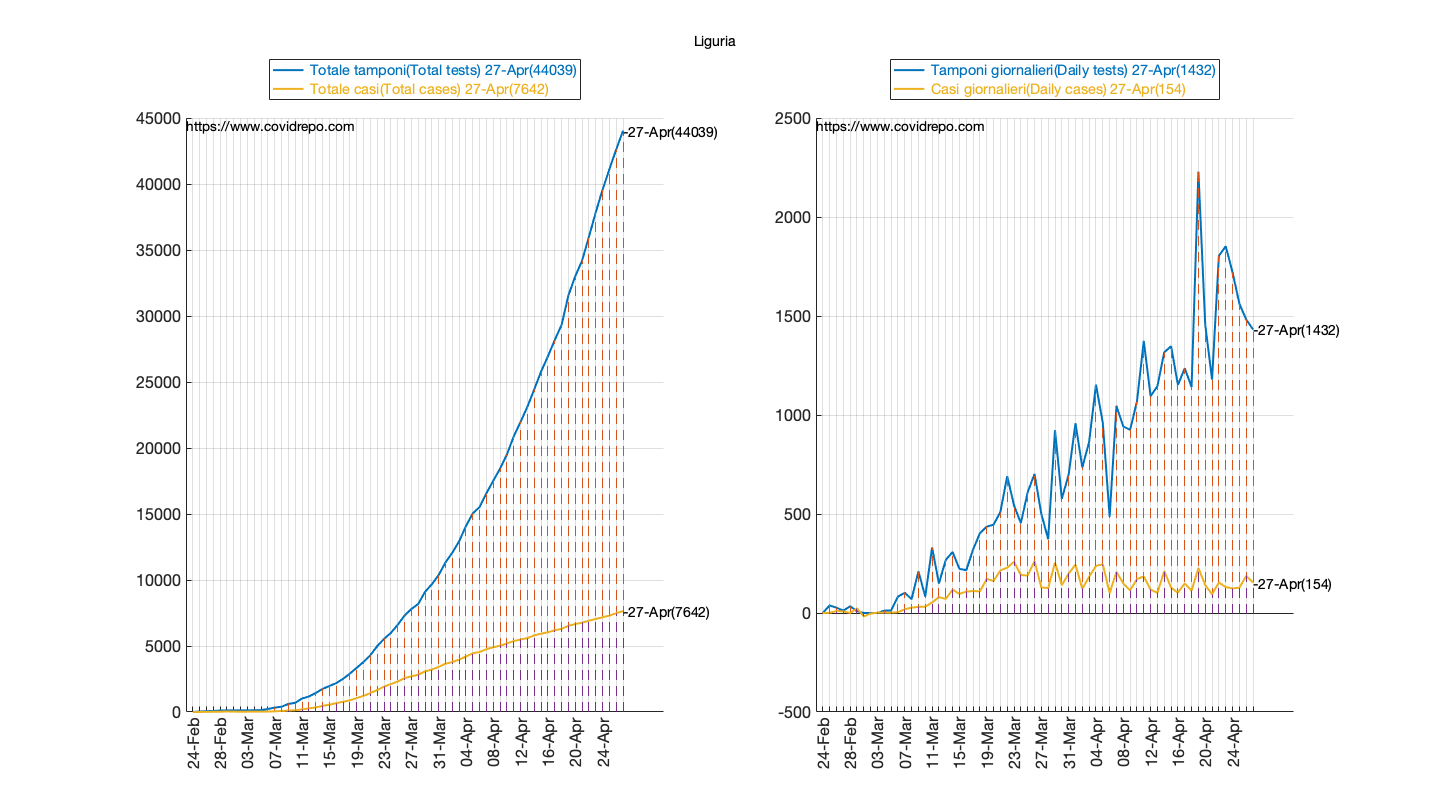 Liguria
Totale tamponi(Total tests) 27-Apr(44039)
Totale casi(Total cases) 27-Apr(7642)
45000
https://www.covidrepo.com
27-Apr(44039)
40000
35000
30000
25000
20000
15000
10000
27-Apr(7642)
5000
0
24-Feb
28-Feb
03-Mar
07-Mar
11-Mar
15-Mar
19-Mar
23-Mar
27-Mar
31-Mar
04-Apr
08-Apr
12-Apr
16-Apr
20-Apr
24-Apr
Tamponi giornalieri(Daily tests) 27-Apr(1432)
Casi giornalieri(Daily cases) 27-Apr(154)
2500
https://www.covidrepo.com
2000
1500
27-Apr(1432)
1000
500
27-Apr(154)
0
-500
24-Feb
28-Feb
03-Mar
07-Mar
11-Mar
15-Mar
19-Mar
23-Mar
27-Mar
31-Mar
04-Apr
08-Apr
12-Apr
16-Apr
20-Apr
24-Apr